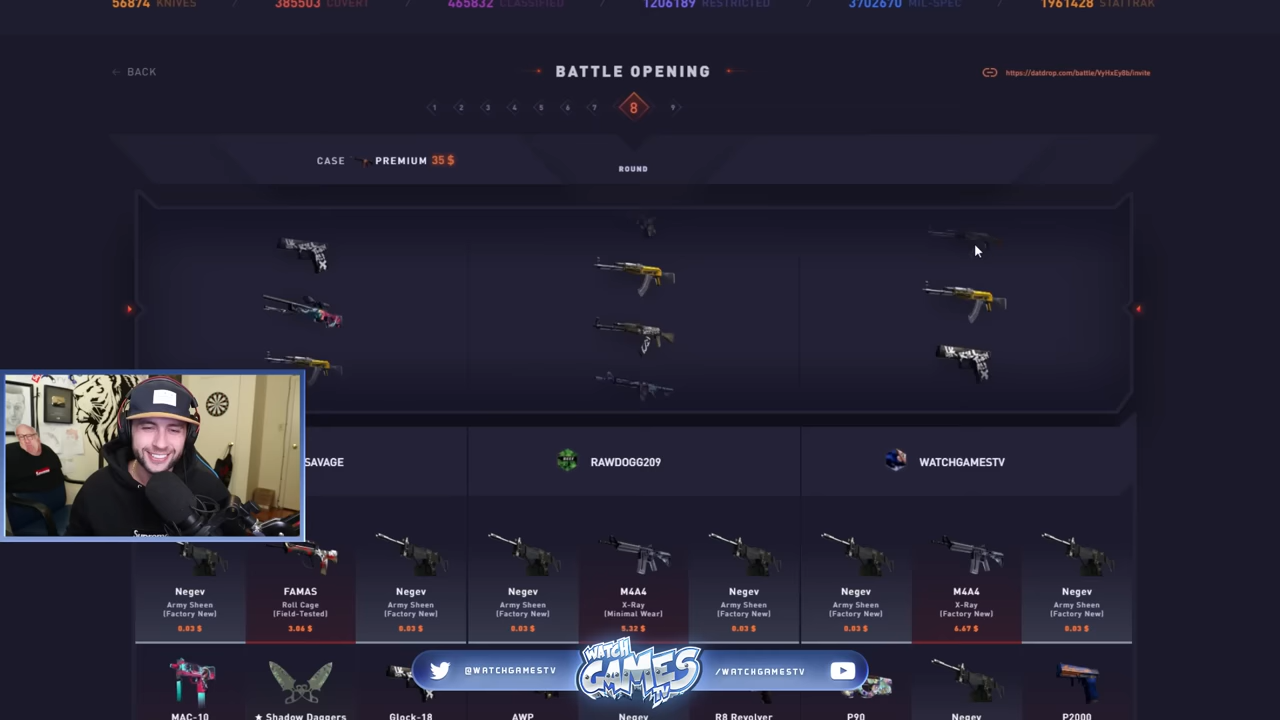 56874 KNIVES / 385503 COVERT / 465832 CLASSIFIED / 1206189 RESTRICTED / 3702670 MIL-SPEC / 1961428 STATTRAK
← BACK
BATTLE OPENING
https://datdrop.com/battle/VyHxEyBb/invite
1 2 3 4 5 6 7 8 9
CASE PREMIUM 35 $
ROUND
SAVAGE
RAWDOGG209
WATCHGAMESTV
Negev
Army Sheen
(Factory New)
0.03 $
FAMAS
Roll Cage
(Field-Tested)
3.86 $
Negev
Army Sheen
(Factory New)
0.03 $
Negev
Army Sheen
(Factory New)
0.03 $
M4A4
X-Ray
(Minimal Wear)
5.32 $
Negev
Army Sheen
(Factory New)
0.03 $
Negev
Army Sheen
(Factory New)
0.03 $
M4A4
X-Ray
(Factory New)
6.67 $
Negev
Army Sheen
(Factory New)
0.03 $
@WATCHGAMESTV
WATCH
GAMES
TV
/WATCHGAMESTV
MAC-10
★ Shadow Daggers
Glock-18
AWP
Negev
R8 Revolver
P90
Negev
P2000